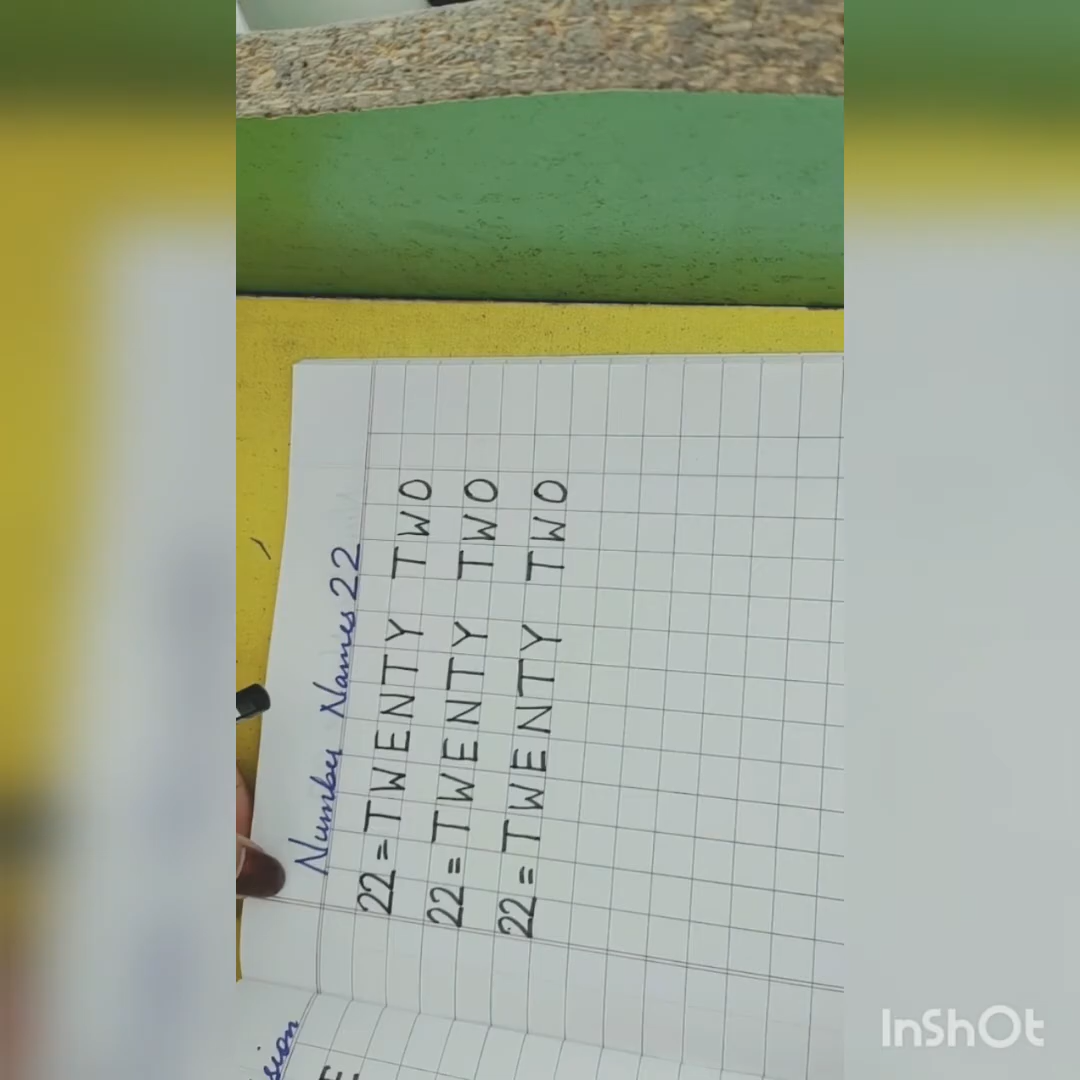 Number Names 22
22 = TWENTY TWO
22 = TWENTY TWO
22 = TWENTY TWO
InShOt